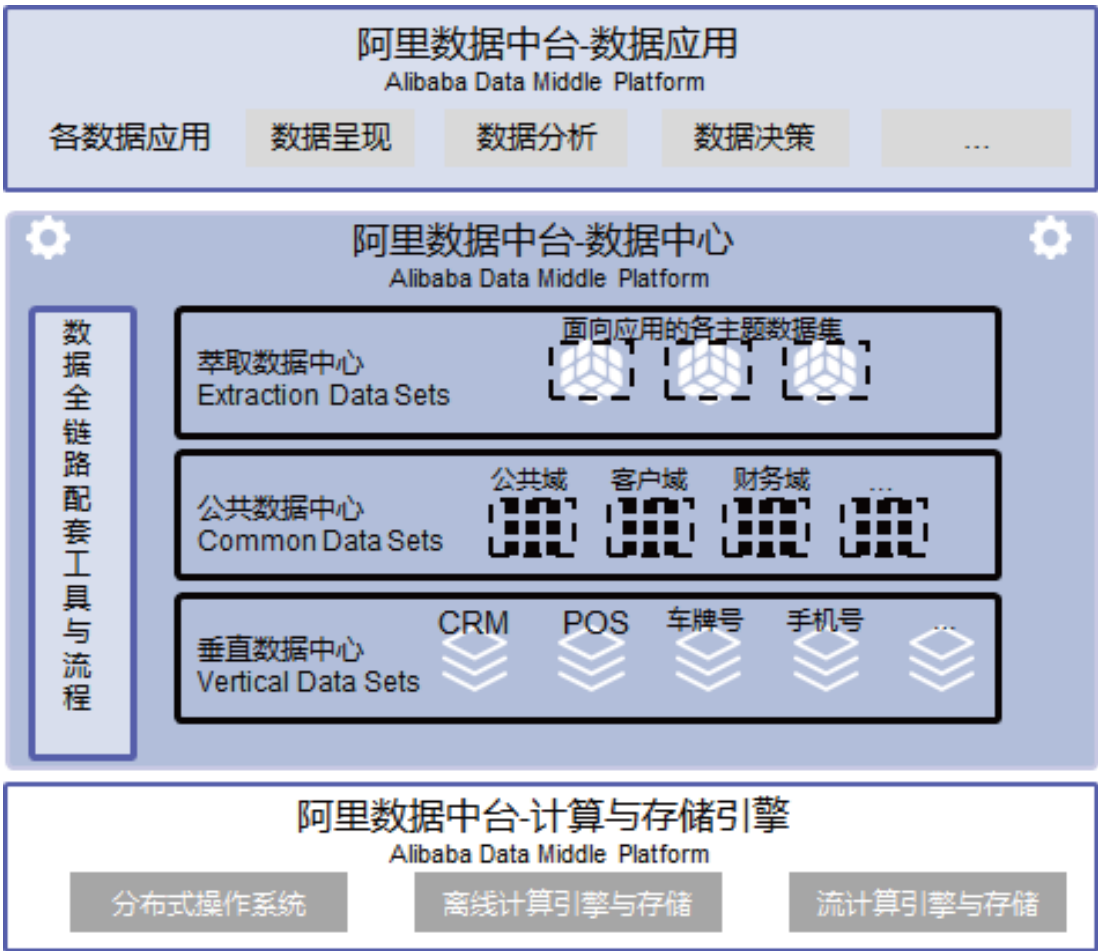 阿里数据中台-数据应用
Alibaba Data Middle Platform
各数据应用
数据呈现
数据分析
数据决策
...
阿里数据中台-数据中心
Alibaba Data Middle Platform
数据全链路配套工具与流程
面向应用的各主题数据集
萃取数据中心
Extraction Data Sets
公共域
客户域
财务域
...
公共数据中心
Common Data Sets
CRM
POS
车牌号
手机号
...
垂直数据中心
Vertical Data Sets
阿里数据中台-计算与存储引擎
Alibaba Data Middle Platform
分布式操作系统
离线计算引擎与存储
流计算引擎与存储